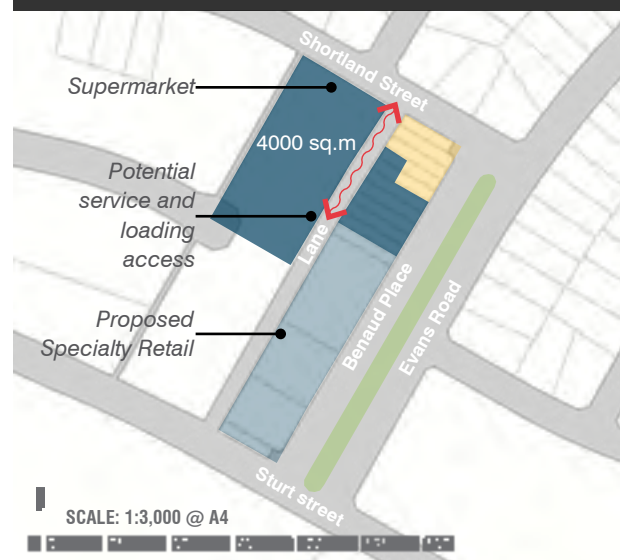 Shortland Street
Supermarket
4000 sq.m
Potential
service and
loading
access
Lane
Proposed
Specialty Retail
Benaud Place
Evans Road
Sturt street
SCALE: 1:3,000 @ A4